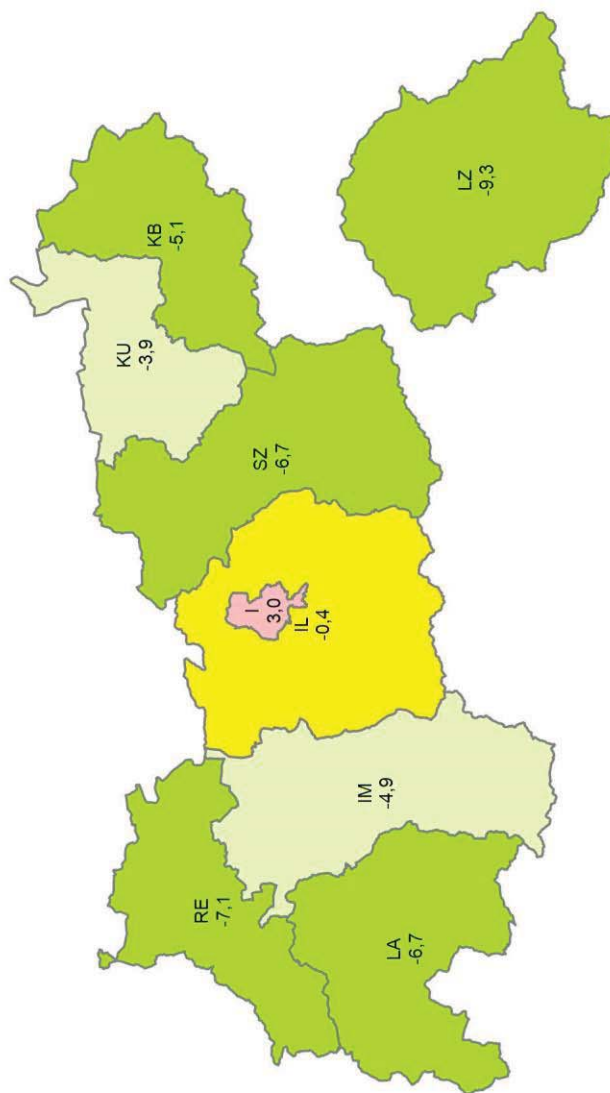 KU
-3,9
KB
-5,1
RE
-7,1
I
3,0
SZ
-6,7
IL
-0,4
IM
-4,9
LA
-6,7
LZ
-9,3